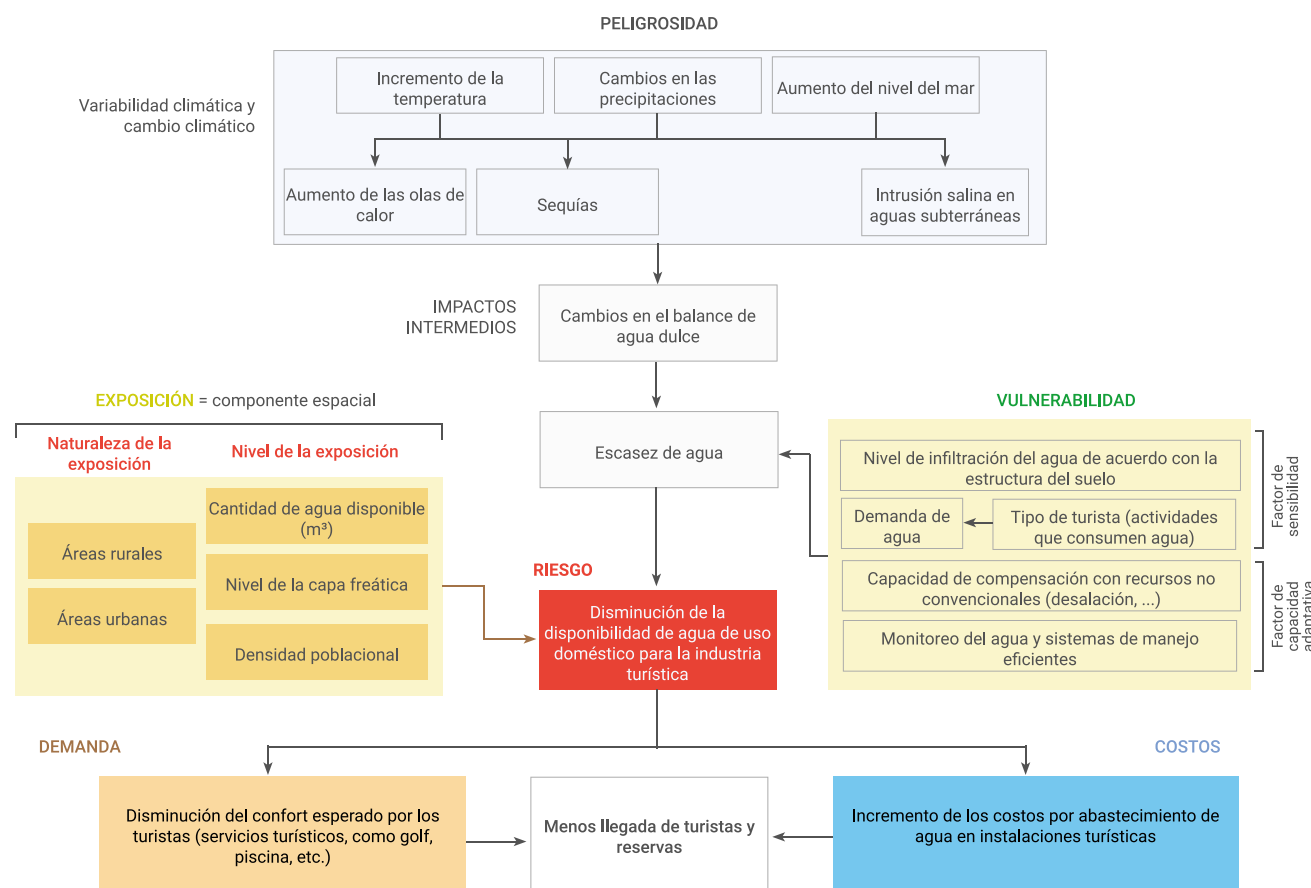 PELIGROSIDAD
Variabilidad climática y
cambio climático
Incremento de la
temperatura
Cambios en las
precipitaciones
Aumento del nivel del mar
Aumento de las olas de
calor
Sequías
Intrusión salina en
aguas subterráneas
IMPACTOS
INTERMEDIOS
Cambios en el balance de
agua dulce
EXPOSICIÓN = componente espacial
Naturaleza de la
exposición
Nivel de la exposición
Áreas rurales
Áreas urbanas
Cantidad de agua disponible
(m³)
Nivel de la capa freática
Densidad poblacional
Escasez de agua
VULNERABILIDAD
Nivel de infiltración del agua de acuerdo con la
estructura del suelo
Demanda de
agua
Tipo de turista (actividades
que consumen agua)
Factor de
sensibilidad
Capacidad de compensación con recursos no
convencionales (desalación, ...)
Monitoreo del agua y sistemas de manejo
eficientes
Factor de
capacidad
adaptativa
RIESGO
Disminución de la
disponibilidad de agua de uso
doméstico para la industria
turística
DEMANDA
COSTOS
Disminución del confort esperado por los
turistas (servicios turísticos, como golf,
piscina, etc.)
Menos llegada de turistas y
reservas
Incremento de los costos por abastecimiento de
agua en instalaciones turísticas